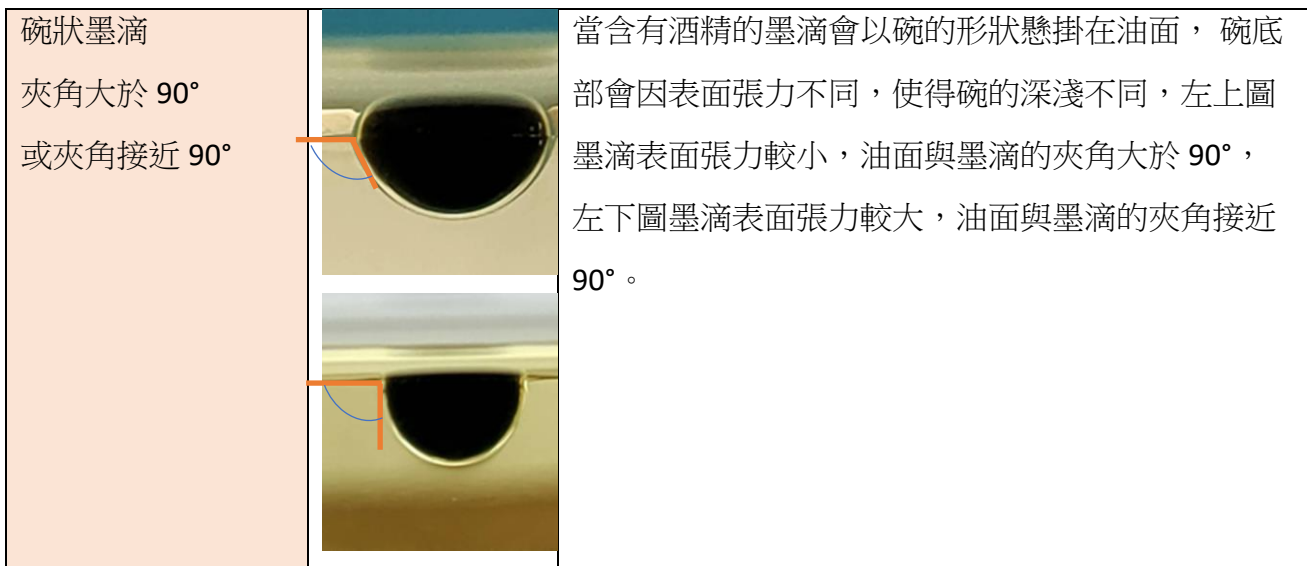 碗狀墨滴
夾角大於 90°
或夾角接近 90°
當含有酒精的墨滴會以碗的形狀懸掛在油面， 碗底
部會因表面張力不同，使得碗的深淺不同，左上圖
墨滴表面張力較小，油面與墨滴的夾角大於 90°，
左下圖墨滴表面張力較大，油面與墨滴的夾角接近
90°。